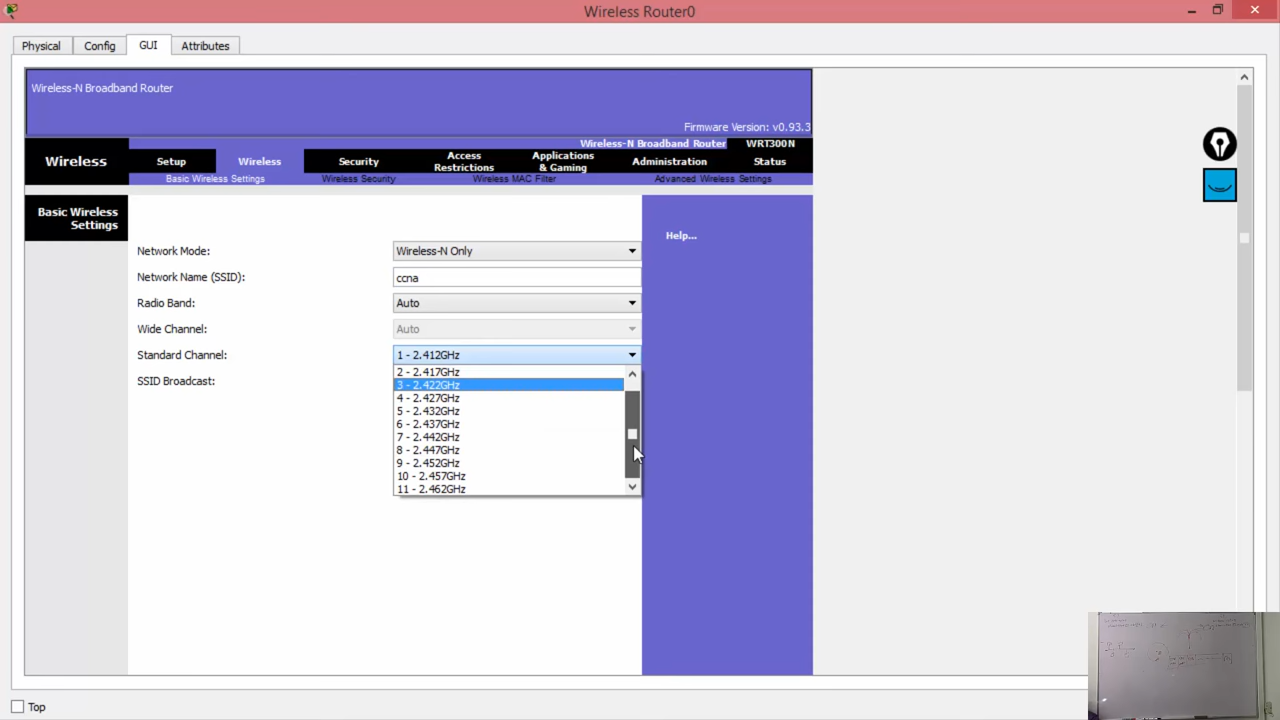 Wireless Router0
Physical
Config
GUI
Attributes
Wireless-N Broadband Router
Firmware Version: v0.93.3
Wireless-N Broadband Router WRT300N
Wireless
Setup
Wireless
Security
Access
Restrictions
Applications
& Gaming
Administration
Status
Basic Wireless Settings
Wireless Security
Wireless MAC Filter
Advanced Wireless Settings
Basic Wireless
Settings
Help...
Network Mode: Wireless-N Only
Network Name (SSID): ccna
Radio Band: Auto
Wide Channel: Auto
Standard Channel: 1 - 2.412GHz
SSID Broadcast:
2 - 2.417GHz
3 - 2.422GHz
4 - 2.427GHz
5 - 2.432GHz
6 - 2.437GHz
7 - 2.442GHz
8 - 2.447GHz
9 - 2.452GHz
10 - 2.457GHz
11 - 2.462GHz
Top